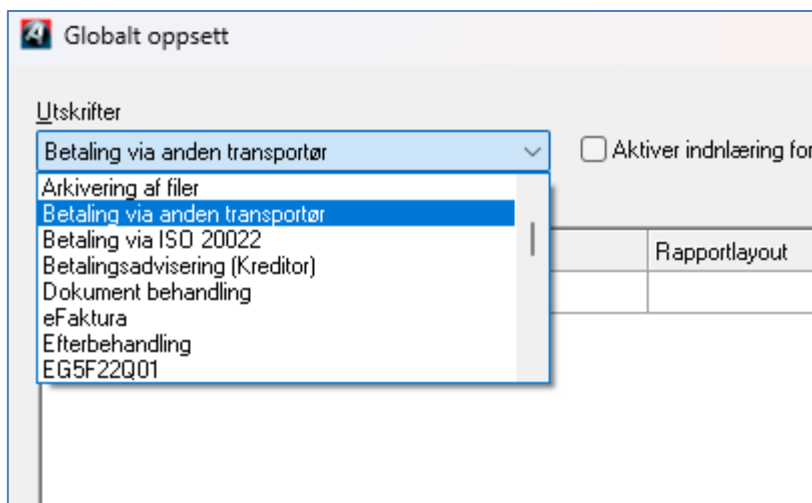 Globalt oppsett
Utskrifter
Betaling via anden transportør
Aktiver indnlæring for
Arkivering af filer
Betaling via anden transportør
Betaling via ISO 20022
Betalingsadvisering (Kreditor)
Dokument behandling
eFaktura
Efterbehandling
EG5F22Q01
Rapportlayout